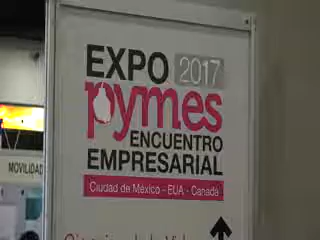 EXPO 2017
pymes
ENCUENTRO
EMPRESARIAL
Ciudad de México - EUA - Canadá
MOVILIDAD